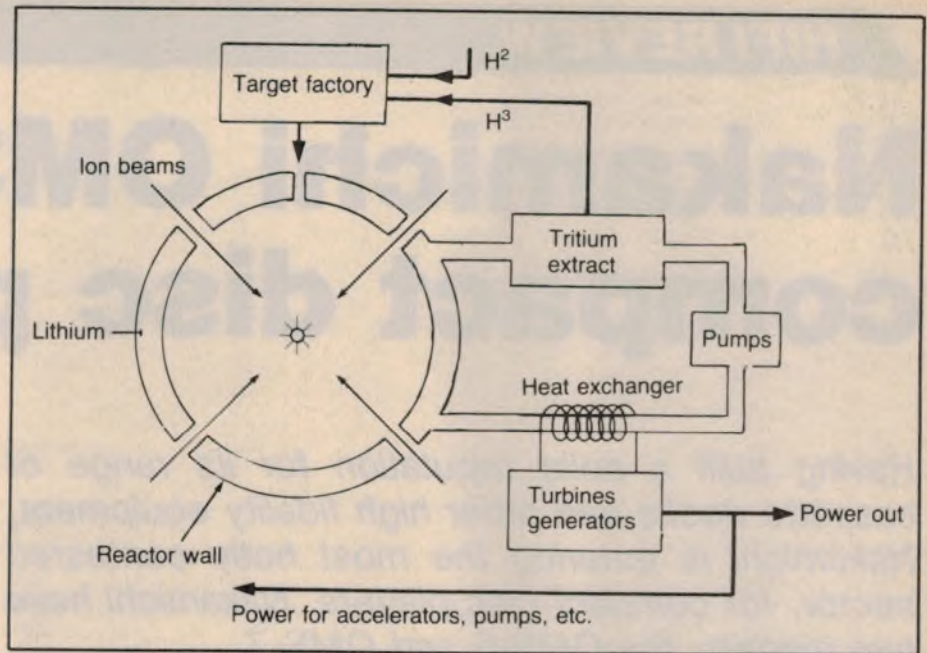 H²
Target factory
H³
Ion beams
Tritium
extract
Lithium
Pumps
Heat exchanger
Turbines
generators
Power out
Reactor wall
Power for accelerators, pumps, etc.